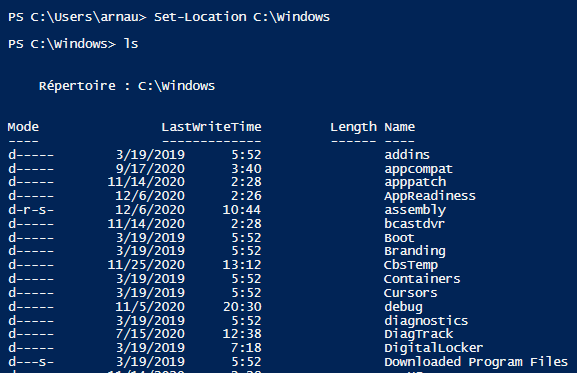 PS C:\Users\arnau> Set-Location C:\Windows
PS C:\Windows> ls
Répertoire : C:\Windows
Mode LastWriteTime Length Name
---- ------------- ------ ----
d----- 3/19/2019 5:52 addins
d----- 9/17/2020 3:40 appcompat
d----- 11/14/2020 2:28 apppatch
d----- 12/6/2020 2:26 AppReadiness
d-r-s- 12/6/2020 10:44 assembly
d----- 11/14/2020 2:28 bcastdvr
d----- 3/19/2019 5:52 Boot
d----- 3/19/2019 5:52 Branding
d----- 11/25/2020 13:12 CbsTemp
d----- 3/19/2019 5:52 Containers
d----- 3/19/2019 5:52 Cursors
d----- 11/5/2020 20:30 debug
d----- 3/19/2019 5:52 diagnostics
d----- 7/15/2020 12:38 DiagTrack
d----- 3/19/2019 7:18 DigitalLocker
d---s- 3/19/2019 5:52 Downloaded Program Files